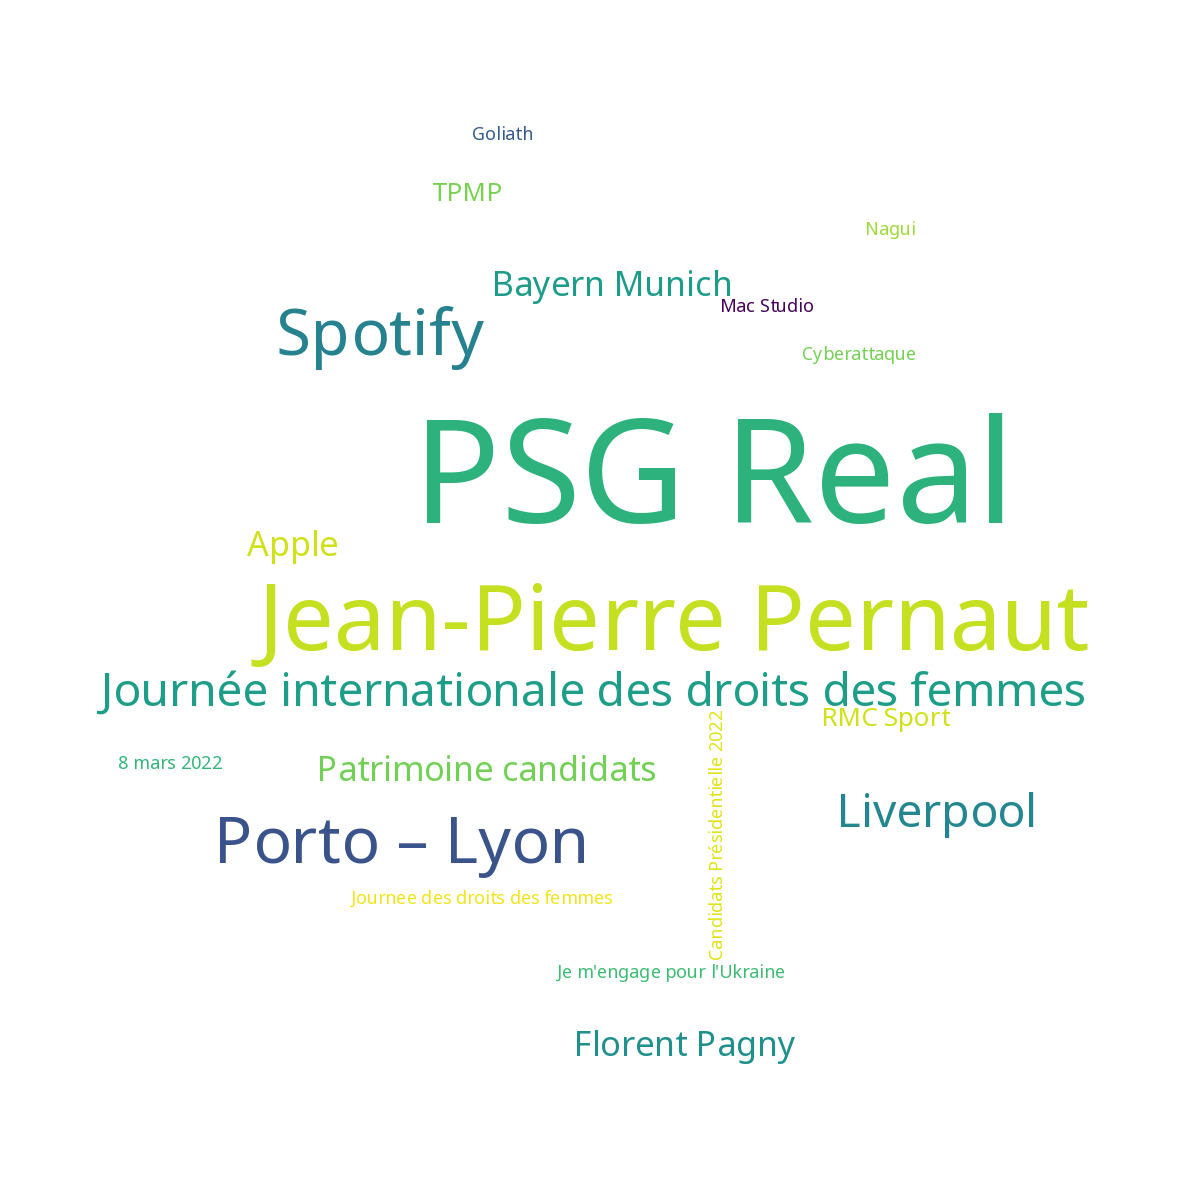 Goliath
TPMP
Nagui
Bayern Munich
Mac Studio
Spotify
Cyberattaque
PSG Real
Apple
Jean-Pierre Pernaut
Journée internationale des droits des femmes
RMC Sport
8 mars 2022
Patrimoine candidats
Candidats Présidentielle 2022
Liverpool
Porto – Lyon
Journee des droits des femmes
Je m'engage pour l'Ukraine
Florent Pagny